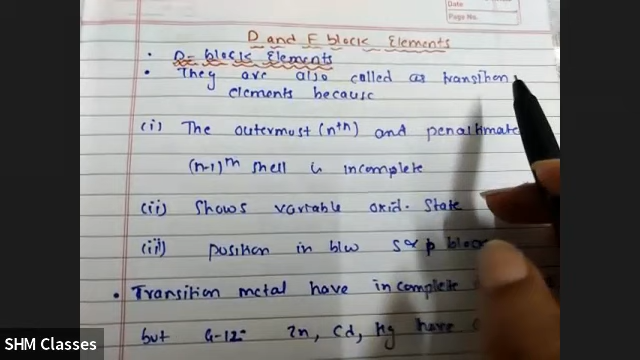 Date
Page No.
D and F block Elements
• D- block Elements
• They are also called as transition
elements because
(i) The outermost (nth) and penultimate
(n-1)th shell is incomplete
(ii) Shows variable oxid. State
(iii) position in b/w s & p block
• Transition metal have incomplete
but G-12 Zn, Cd, Hg have
SHM Classes